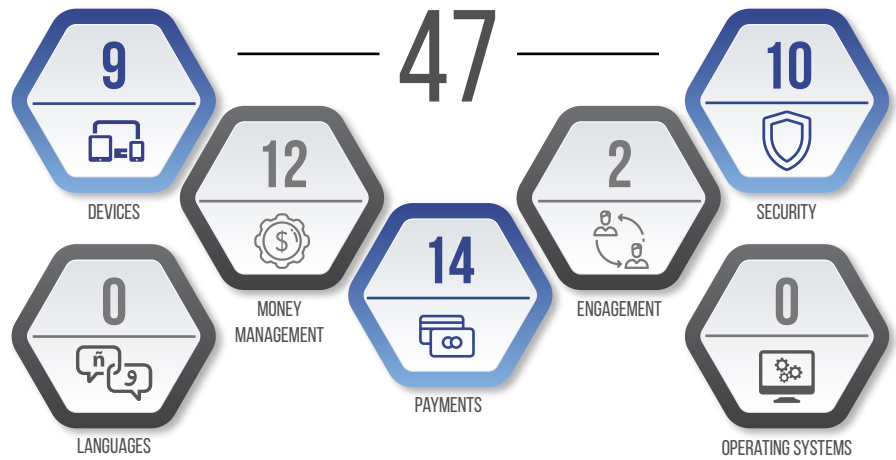 47
9
DEVICES
10
SECURITY
12
MONEY
MANAGEMENT
2
ENGAGEMENT
14
PAYMENTS
0
ñ
و
LANGUAGES
$
0
OPERATING SYSTEMS